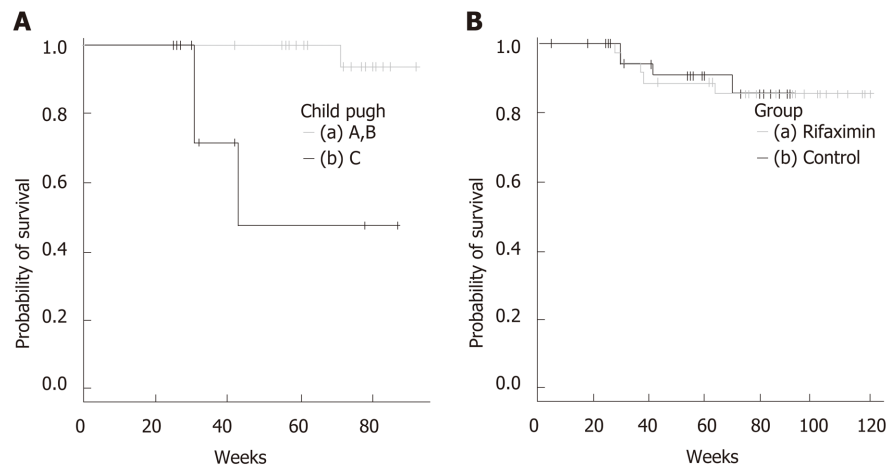 A
Probability of survival
1.0
0.8
0.6
0.4
0.2
0.0
Child pugh
(a) A,B
(b) C
0 20 40 60 80
Weeks
B
Probability of survival
1.0
0.8
0.6
0.4
0.2
0.0
Group
(a) Rifaximin
(b) Control
0 20 40 60 80 100 120
Weeks